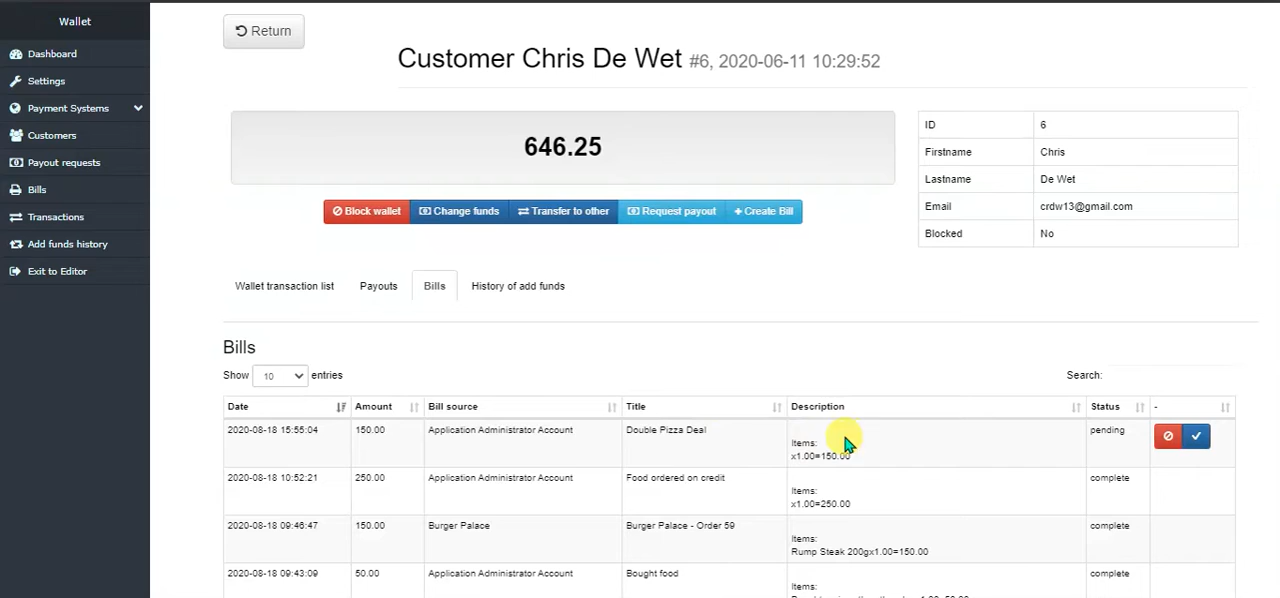 Wallet
Dashboard
Settings
Payment Systems
Customers
Payout requests
Bills
Transactions
Add funds history
Exit to Editor
Return
Customer Chris De Wet #6, 2020-06-11 10:29:52
646.25
Block wallet Change funds Transfer to other Request payout Create Bill
ID 6
Firstname Chris
Lastname De Wet
Email crdw13@gmail.com
Blocked No
Wallet transaction list Payouts Bills History of add funds
Bills
Show 10 entries Search:
Date Amount Bill source Title Description Status -
2020-08-18 15:55:04 150.00 Application Administrator Account Double Pizza Deal pending
Items:
x1.00=150.00
2020-08-18 10:52:21 250.00 Application Administrator Account Food ordered on credit complete
Items:
x1.00=250.00
2020-08-18 09:46:47 150.00 Burger Palace Burger Palace - Order 59 complete
Items:
Rump Steak 200gx1.00=150.00
2020-08-18 09:43:09 50.00 Application Administrator Account Bought food complete
Items: